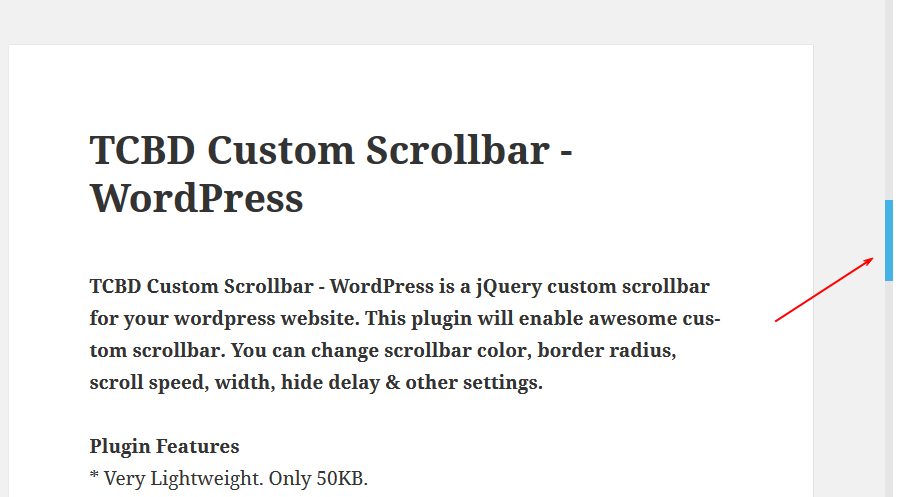 TCBD Custom Scrollbar -
WordPress
TCBD Custom Scrollbar - WordPress is a jQuery custom scrollbar
for your wordpress website. This plugin will enable awesome cus-
tom scrollbar. You can change scrollbar color, border radius,
scroll speed, width, hide delay & other settings.
Plugin Features
* Very Lightweight. Only 50KB.